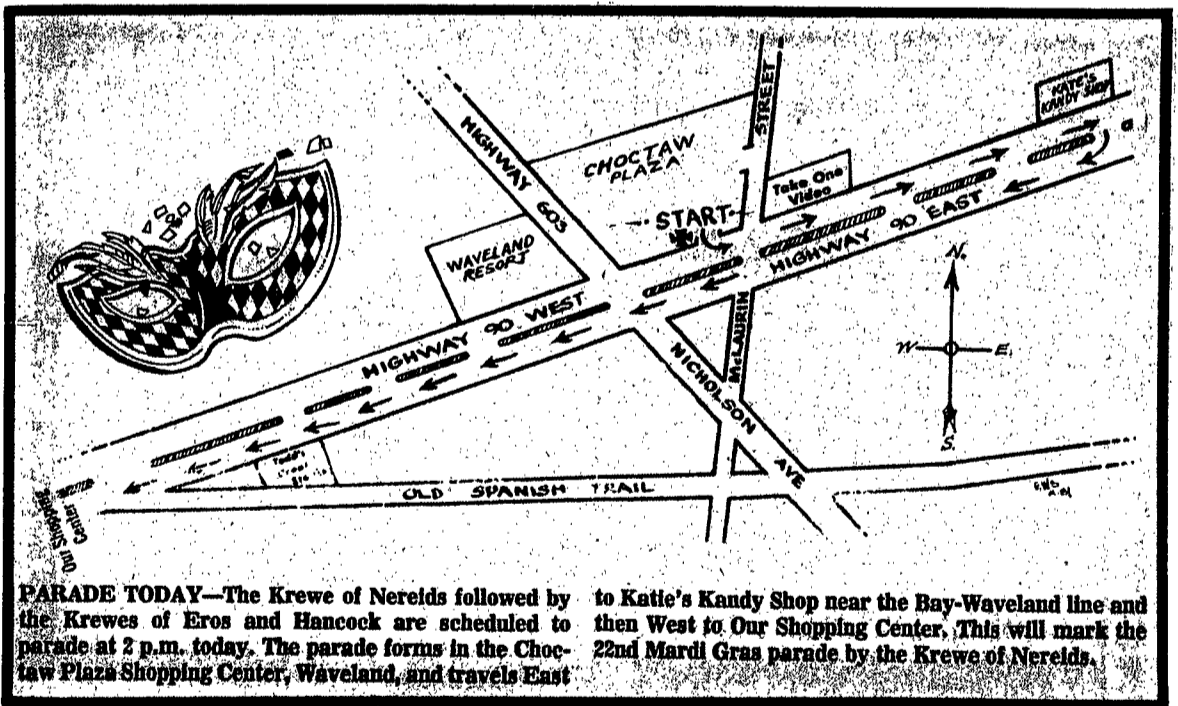 KATE'S
KANDY SHOP
STREET
HIGHWAY 603
CHOCTAW
PLAZA
Take One
Video
START
HIGHWAY 90 EAST
WAVELAND
RESORT
HIGHWAY 90 WEST
McLAURIN
NICHOLSON
AVE
N.
W
E.
S
Todd's
OLD SPANISH TRAIL
Our Shopping
Center
PARADE TODAY—The Krewe of Nereids followed by
the Krewes of Eros and Hancock are scheduled to
parade at 2 p.m. today. The parade forms in the Choc-
taw Plaza Shopping Center, Waveland, and travels East
to Katie's Kandy Shop near the Bay-Waveland line and
then West to Our Shopping Center. This will mark the
22nd Mardi Gras parade by the Krewe of Nereids.